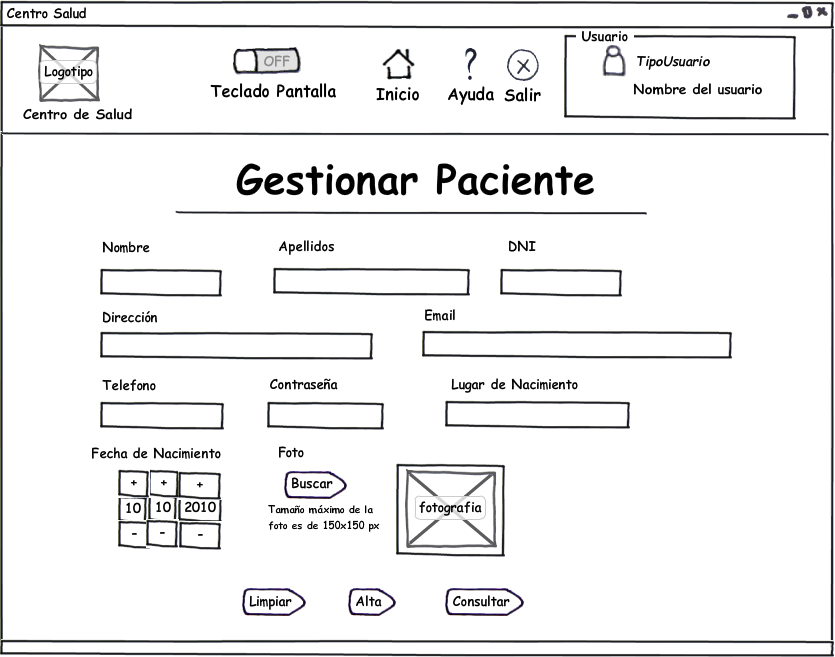 Centro Salud
Logotipo
Centro de Salud
OFF
Teclado Pantalla
Inicio
?
Ayuda
X
Salir
Usuario
TipoUsuario
Nombre del usuario
Gestionar Paciente
Nombre
Apellidos
DNI
Dirección
Email
Telefono
Contraseña
Lugar de Nacimiento
Fecha de Nacimiento
Foto
+ + +
10 10 2010
- - -
Buscar
Tamaño máximo de la
foto es de 150x150 px
fotografia
Limpiar
Alta
Consultar